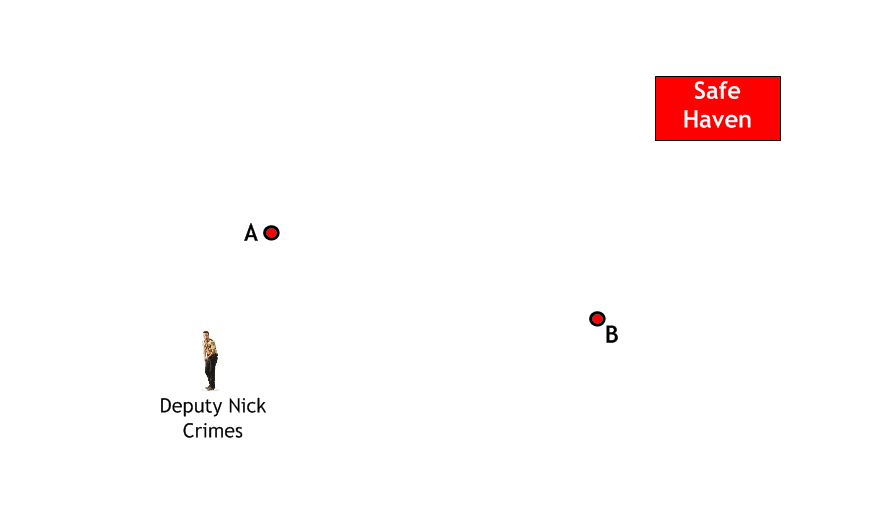 Safe
Haven
A
B
Deputy Nick
Crimes